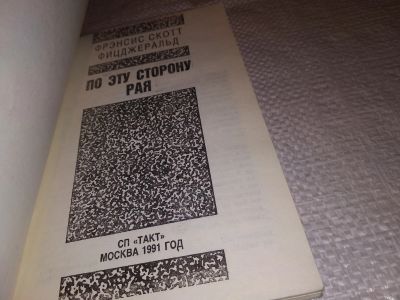 ФРЭНСИС СКОТТ
ФИЦДЖЕРАЛЬД
ПО ЭТУ СТОРОНУ
РАЯ
СП «ТАКТ»
МОСКВА 1991 ГОД